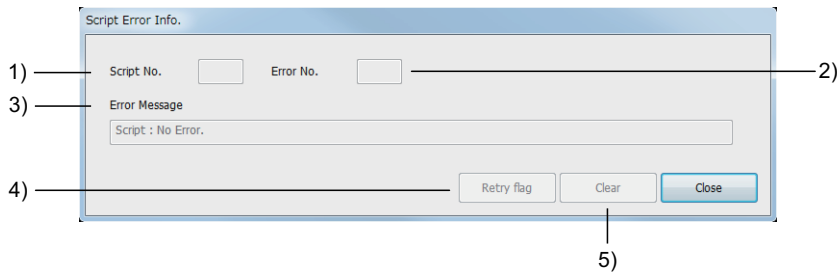 Script Error Info.
1) Script No. Error No. 2)
3) Error Message
Script : No Error.
4) Retry flag Clear Close
5)